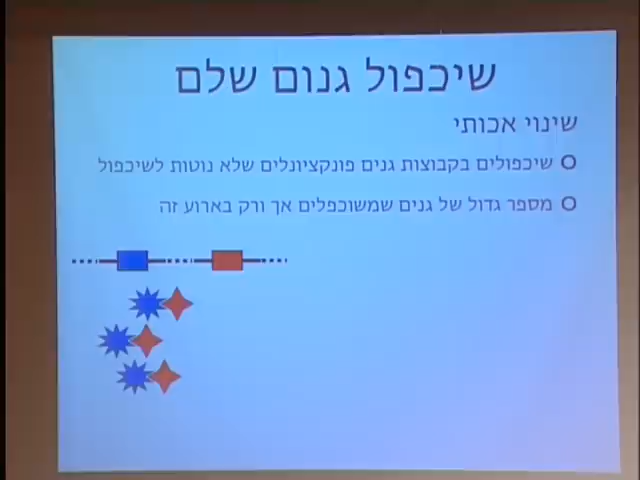 שיכפול גנום שלם
שינוי אכותי
שיכפולים בקבוצות גנים פונקציונלים שלא נוטות לשיכפול
מספר גדול של גנים שמשוכפלים אך ורק בארוע זה